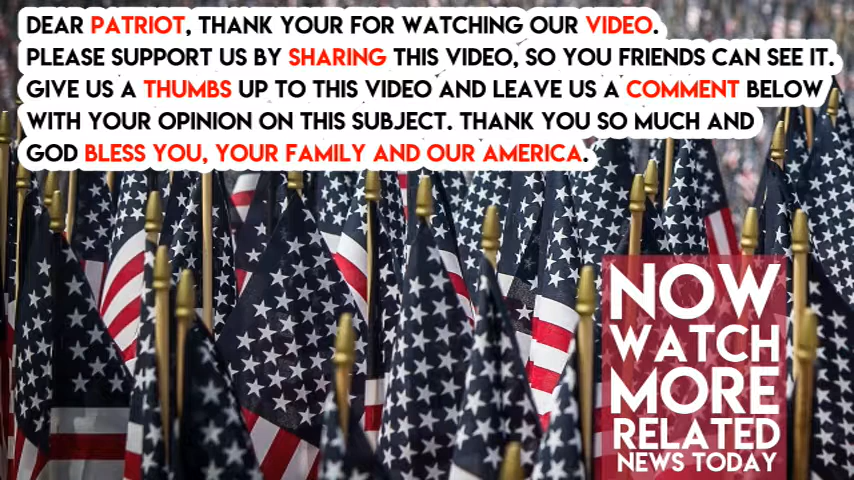 DEAR PATRIOT, THANK YOUR FOR WATCHING OUR VIDEO.
PLEASE SUPPORT US BY SHARING THIS VIDEO, SO YOU FRIENDS CAN SEE IT.
GIVE US A THUMBS UP TO THIS VIDEO AND LEAVE US A COMMENT BELOW
WITH YOUR OPINION ON THIS SUBJECT. THANK YOU SO MUCH AND
GOD BLESS YOU, YOUR FAMILY AND OUR AMERICA.
NOW
WATCH
MORE
RELATED
NEWS TODAY